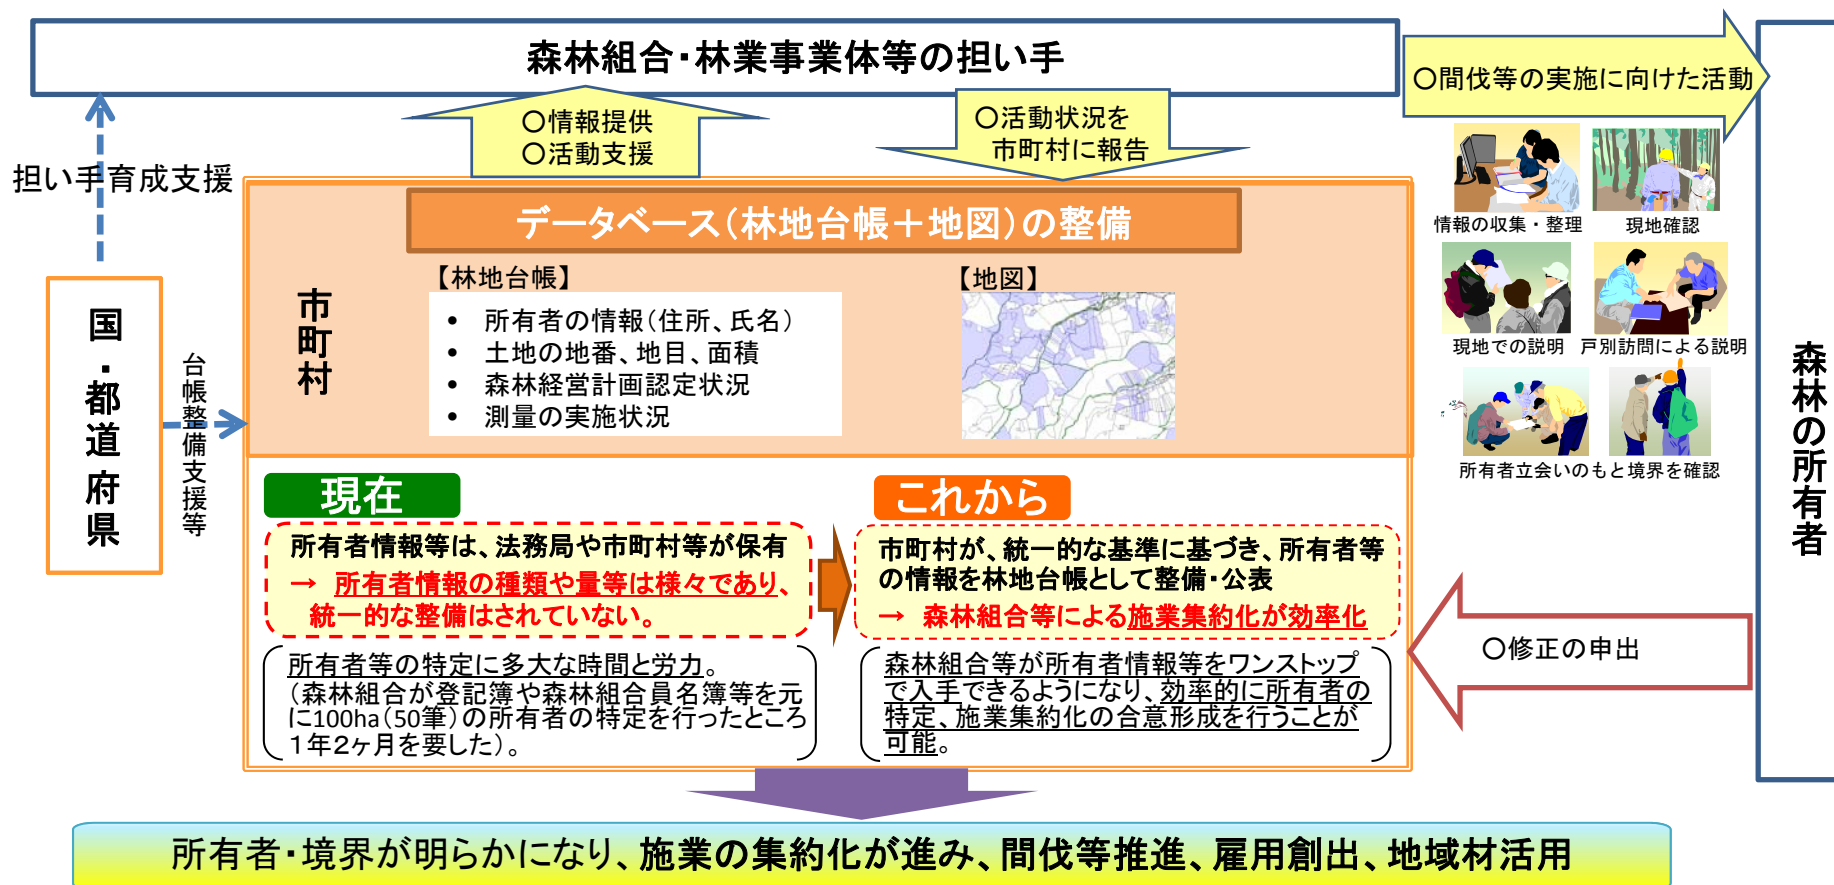 森林組合・林業事業体等の担い手
○間伐等の実施に向けた活動
○情報提供
○活動支援
○活動状況を
市町村に報告
担い手育成支援
データベース（林地台帳＋地図）の整備
情報の収集・整理
現地確認
市町村
【林地台帳】
• 所有者の情報（住所、氏名）
• 土地の地番、地目、面積
• 森林経営計画認定状況
• 測量の実施状況
【地図】
現地での説明
戸別訪問による説明
所有者立会いのもと境界を確認
国・都道府県
台帳整備支援等
森林の所有者
現在
所有者情報等は、法務局や市町村等が保有
→ 所有者情報の種類や量等は様々であり、
統一的な整備はされていない。
所有者等の特定に多大な時間と労力。
（森林組合が登記簿や森林組合員名簿等を元
に100ha（50筆）の所有者の特定を行ったところ
１年２ヶ月を要した）。
これから
市町村が、統一的な基準に基づき、所有者等
の情報を林地台帳として整備・公表
→ 森林組合等による施業集約化が効率化
森林組合等が所有者情報等をワンストップ
で入手できるようになり、効率的に所有者の
特定、施業集約化の合意形成を行うことが
可能。
○修正の申出
所有者・境界が明らかになり、施業の集約化が進み、間伐等推進、雇用創出、地域材活用